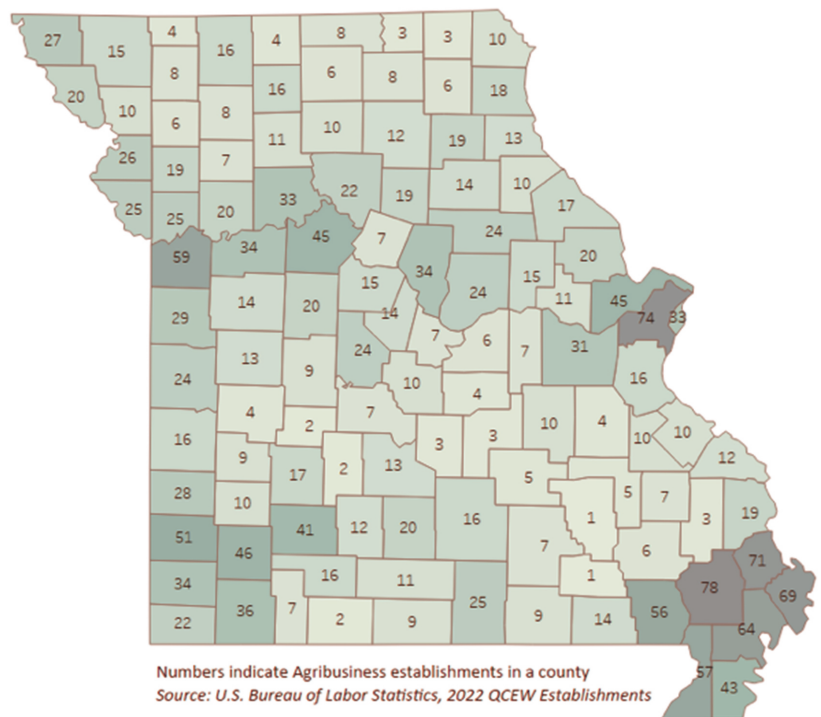 4 8 3 3 10
27 15 16 4
8 6 8 6 18
20 10 6 8 16
11 10 12 19 13
26 19 7
33 22 19 14 10
25 25 20 17
34 45 7 24
59 34 20
15 24 15
14 20 14 11 45 74 33
29 7 6 7 31
13 9 24 16
24 10 4
4 2 7 3 3 10 4 10 10
16 9 17 2 13 12
28 10 5 5 7
51 46 41 12 20 16 1 3 19
7 6 71
34 16 11 1 78 69
36 7 2 9 25 9 14 56 64
22
57 43
Numbers indicate Agribusiness establishments in a county
Source: U.S. Bureau of Labor Statistics, 2022 QCEW Establishments